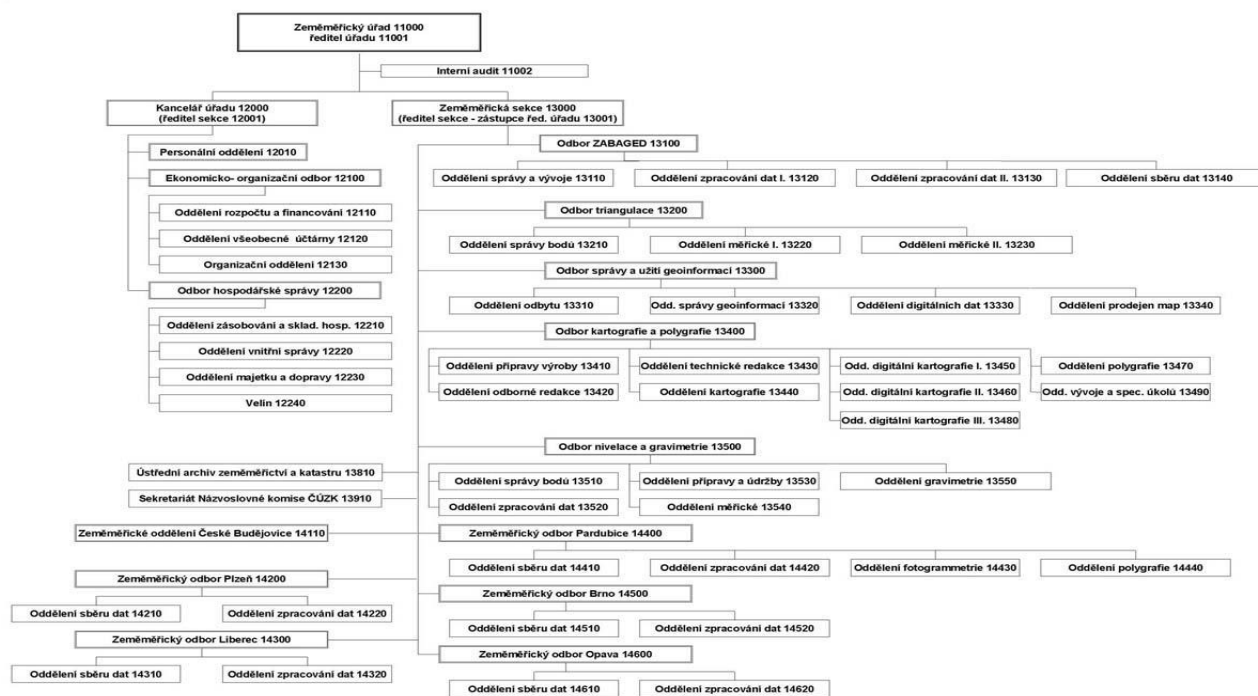 Zeměměřický úřad 11000
ředitel úřadu 11001
Interní audit 11002
Kancelář úřadu 12000
(ředitel sekce 12001)
Zeměměřická sekce 13000
(ředitel sekce - zástupce řed. úřadu 13001)
Personální oddělení 12010
Ekonomicko- organizační odbor 12100
Oddělení rozpočtu a financování 12110
Oddělení všeobecné účtárny 12120
Organizační oddělení 12130
Odbor hospodářské správy 12200
Oddělení zásobování a sklad. hosp. 12210
Oddělení vnitřní správy 12220
Oddělení majetku a dopravy 12230
Velín 12240
Odbor ZABAGED 13100
Oddělení správy a vývoje 13110
Oddělení zpracování dat I. 13120
Oddělení zpracování dat II. 13130
Oddělení sběru dat 13140
Odbor triangulace 13200
Oddělení správy bodů 13210
Oddělení měřické I. 13220
Oddělení měřické II. 13230
Odbor správy a užití geoinformací 13300
Oddělení odbytu 13310
Odd. správy geoinformací 13320
Oddělení digitálních dat 13330
Oddělení prodejen map 13340
Odbor kartografie a polygrafie 13400
Oddělení přípravy výroby 13410
Oddělení technické redakce 13430
Odd. digitální kartografie I. 13450
Oddělení polygrafie 13470
Oddělení odborné redakce 13420
Oddělení kartografie 13440
Odd. digitální kartografie II. 13460
Odd. vývoje a spec. úkolů 13490
Odd. digitální kartografie III. 13480
Odbor nivelace a gravimetrie 13500
Oddělení správy bodů 13510
Oddělení přípravy a údržby 13530
Oddělení gravimetrie 13550
Oddělení zpracování dat 13520
Oddělení měřické 13540
Ústřední archiv zeměměřictví a katastru 13810
Sekretariát Názvoslovné komise ČÚZK 13910
Zeměměřické oddělení České Budějovice 14110
Zeměměřický odbor Pardubice 14400
Oddělení sběru dat 14410
Oddělení zpracování dat 14420
Oddělení fotogrammetrie 14430
Oddělení polygrafie 14440
Zeměměřický odbor Plzeň 14200
Oddělení sběru dat 14210
Oddělení zpracování dat 14220
Zeměměřický odbor Brno 14500
Oddělení sběru dat 14510
Oddělení zpracování dat 14520
Zeměměřický odbor Liberec 14300
Oddělení sběru dat 14310
Oddělení zpracování dat 14320
Zeměměřický odbor Opava 14600
Oddělení sběru dat 14610
Oddělení zpracování dat 14620